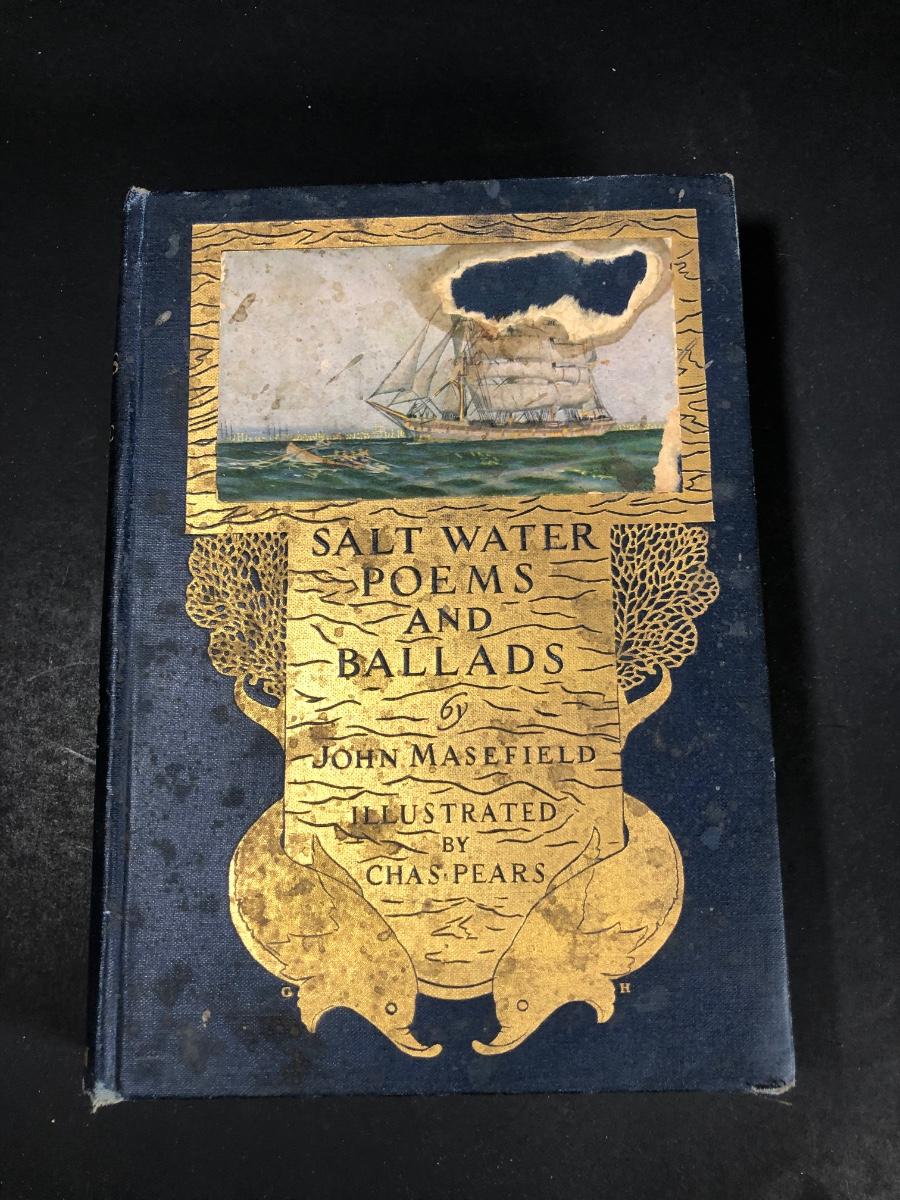 SALT WATER
POEMS
AND
BALLADS
by
JOHN MASEFIELD
ILLUSTRATED
BY
CHAS·PEARS
G H